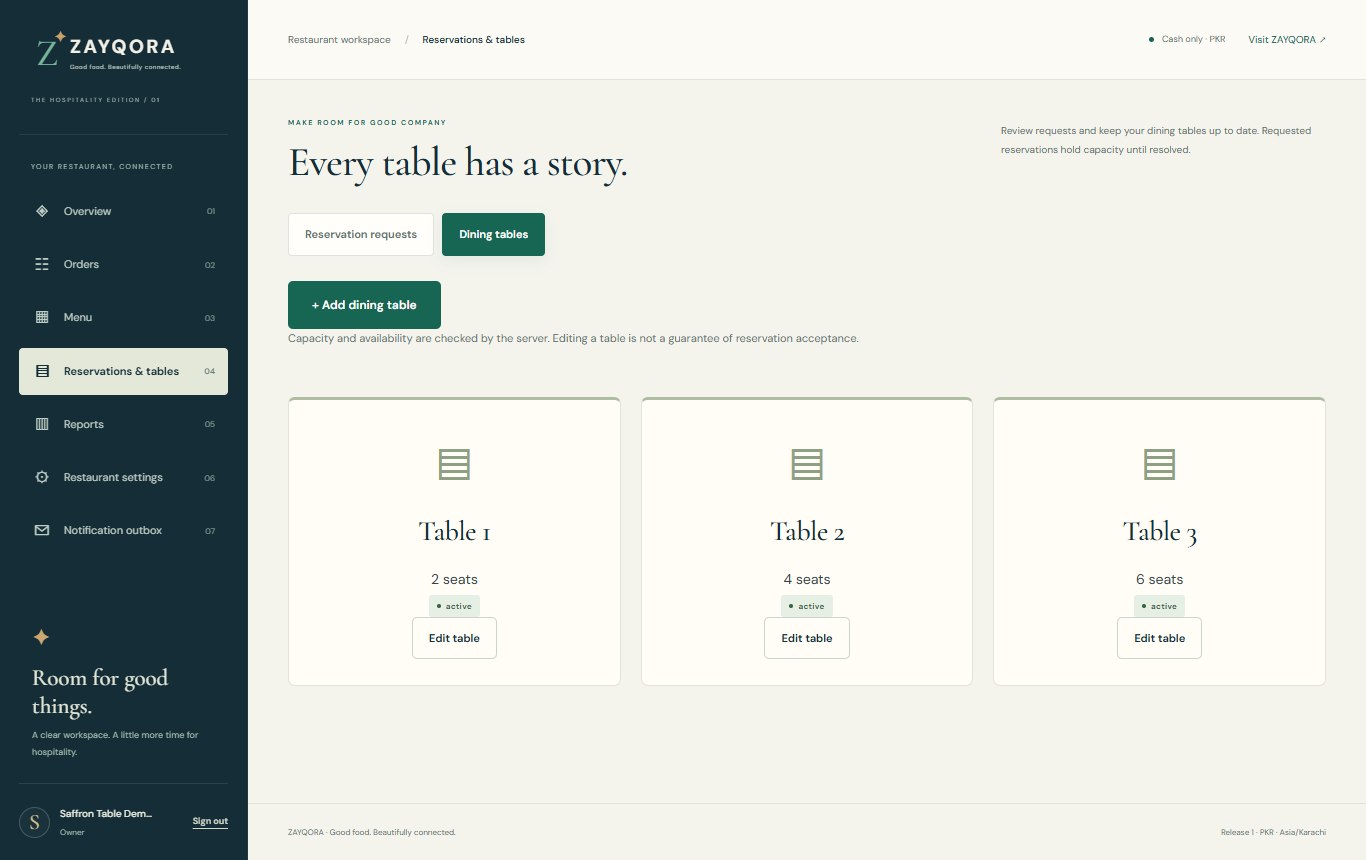 ZAYQORA
Good food. Beautifully connected.
THE HOSPITALITY EDITION / 01
YOUR RESTAURANT, CONNECTED
Overview 01
Orders 02
Menu 03
Reservations & tables 04
Reports 05
Restaurant settings 06
Notification outbox 07
Room for good
things.
A clear workspace. A little more time for
hospitality.
S
Saffron Table Dem...
Owner
Sign out
Restaurant workspace / Reservations & tables
Cash only · PKR
Visit ZAYQORA ↗
MAKE ROOM FOR GOOD COMPANY
Every table has a story.
Review requests and keep your dining tables up to date. Requested
reservations hold capacity until resolved.
Reservation requests
Dining tables
+ Add dining table
Capacity and availability are checked by the server. Editing a table is not a guarantee of reservation acceptance.
Table 1
2 seats
active
Edit table
Table 2
4 seats
active
Edit table
Table 3
6 seats
active
Edit table
ZAYQORA · Good food. Beautifully connected.
Release 1 · PKR · Asia/Karachi